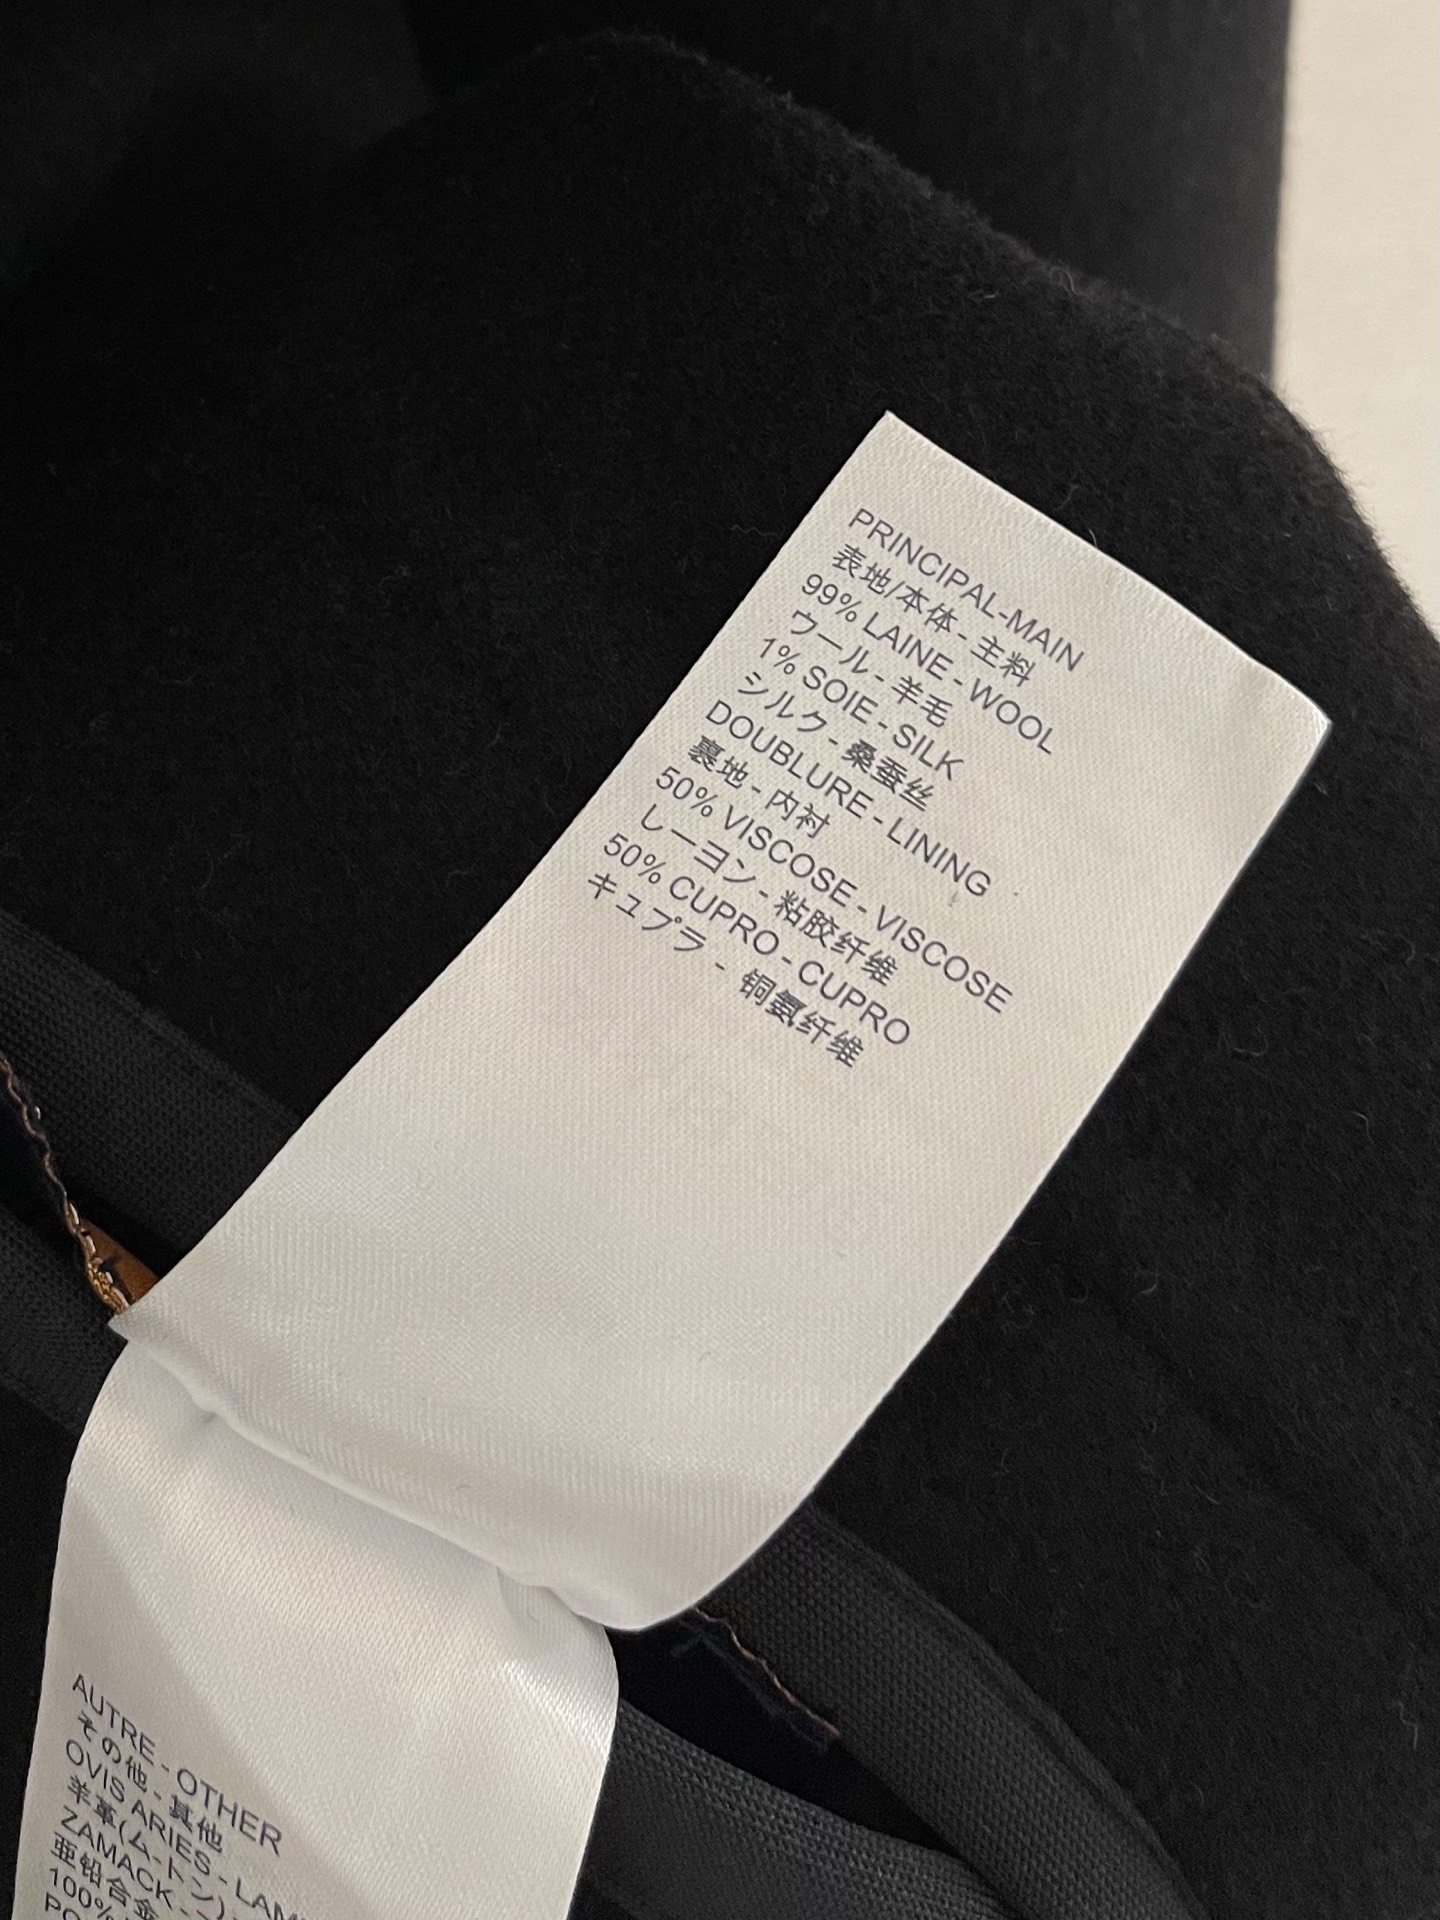 PRINCIPAL-MAIN
表地/本体 - 主料
99% LAINE - WOOL
ウール - 羊毛
1% SOIE - SILK
シルク - 桑蚕丝
DOUBLURE - LINING
裏地 - 内衬
50% VISCOSE - VISCOSE
レーヨン - 粘胶纤维
50% CUPRO - CUPRO
キュプラ - 铜氨纤维
AUTRE - OTHER
その他 - 其他
OVIS ARIES - LAM
羊革(ムートン)
ZAMACK -
亜鉛合金
100%